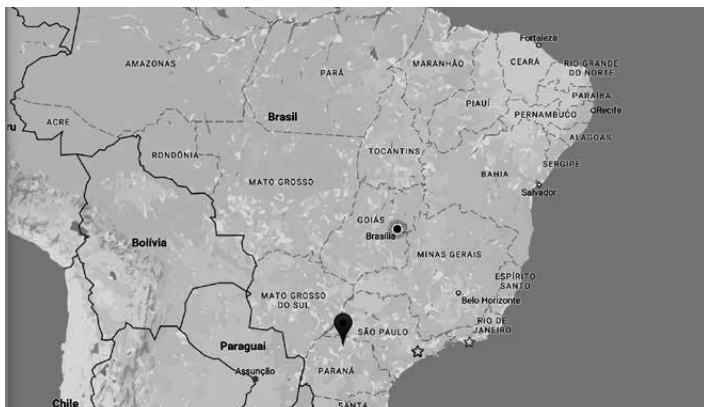 Fortaleza
AMAZONAS
PARÁ
MARANHÃO
CEARÁ
RIO GRANDE
DO NORTE
PARAÍBA
Recife
PERNAMBUCO
PIAUÍ
ALAGOAS
Brasil
ru
ACRE
RONDÔNIA
TOCANTINS
SERGIPE
MATO GROSSO
BAHIA
Salvador
GOIÁS
Brasília
Bolívia
MINAS GERAIS
ESPÍRITO
SANTO
MATO GROSSO
DO SUL
Belo Horizonte
SÃO PAULO
RIO DE
JANEIRO
Paraguai
Assunção
PARANÁ
Chile
SANTA